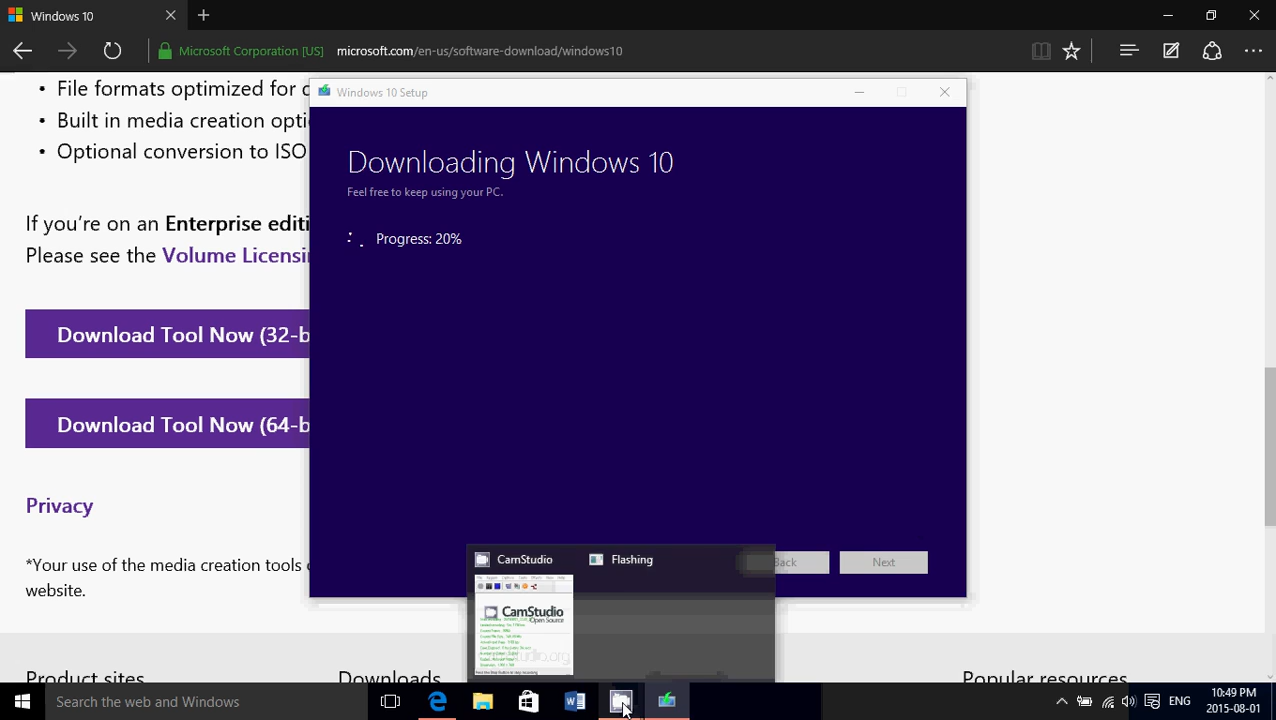 Windows 10
Microsoft Corporation [US] microsoft.com/en-us/software-download/windows10
File formats optimized for
Built in media creation opti
Optional conversion to ISO
If you're on an Enterprise editi
Please see the Volume Licensin
Download Tool Now (32-b
Download Tool Now (64-b
Privacy
*Your use of the media creation tools
website.
Product sites
Downloads
Popular resources
Windows 10 Setup
Downloading Windows 10
Feel free to keep using your PC.
Progress: 20%
Back
Next
CamStudio
Flashing
CamStudio
Open Source
Search the web and Windows
ENG
10:49 PM
2015-08-01